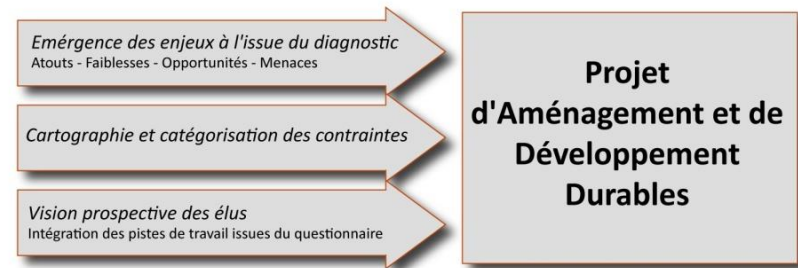 Emérgence des enjeux à l'issue du diagnostic
Atouts - Faiblesses - Opportunités - Menaces
Cartographie et catégorisation des contraintes
Vision prospective des élus
Intégration des pistes de travail issues du questionnaire
Projet
d'Aménagement et de
Développement
Durables